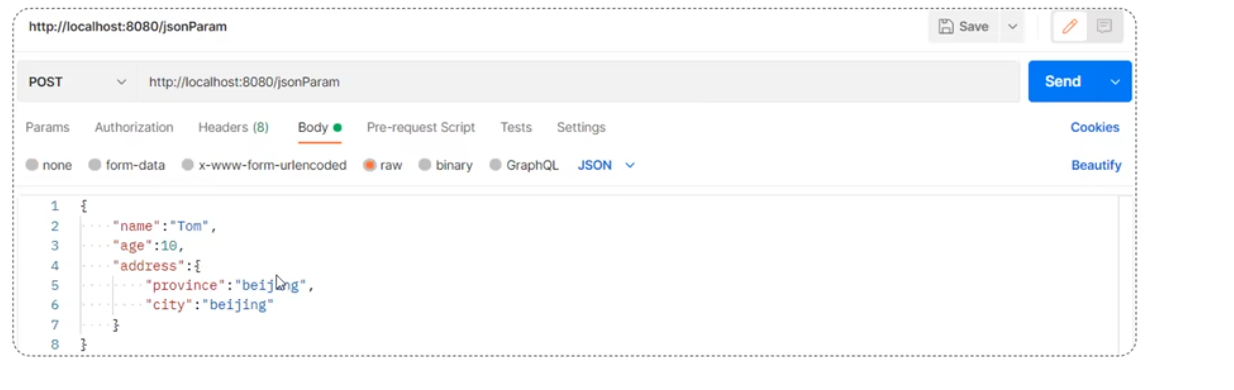 http://localhost:8080/jsonParam Save
POST http://localhost:8080/jsonParam Send
Params Authorization Headers (8) Body Pre-request Script Tests Settings Cookies
none form-data x-www-form-urlencoded raw binary GraphQL JSON Beautify
1 {
2 "name":"Tom",
3 "age":10,
4 "address":{
5 "province":"beijing",
6 "city":"beijing"
7 }
8 }